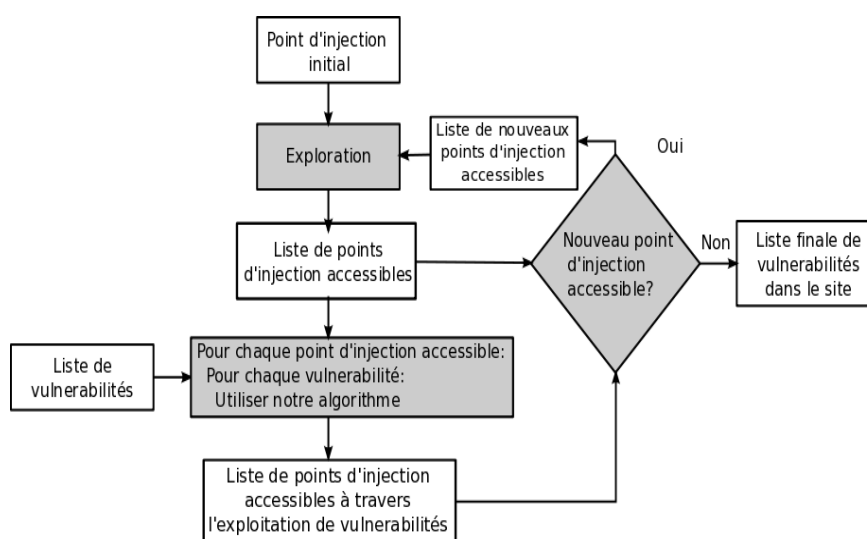 Point d'injection
initial
Exploration
Liste de nouveaux
points d'injection
accessibles
Oui
Liste de points
d'injection accessibles
Nouveau point
d'injection
accessible?
Non
Liste finale de
vulnerabilités
dans le site
Liste de
vulnerabilités
Pour chaque point d'injection accessible:
Pour chaque vulnerabilité:
Utiliser notre algorithme
Liste de points d'injection
accessibles à travers
l'exploitation de vulnerabilités